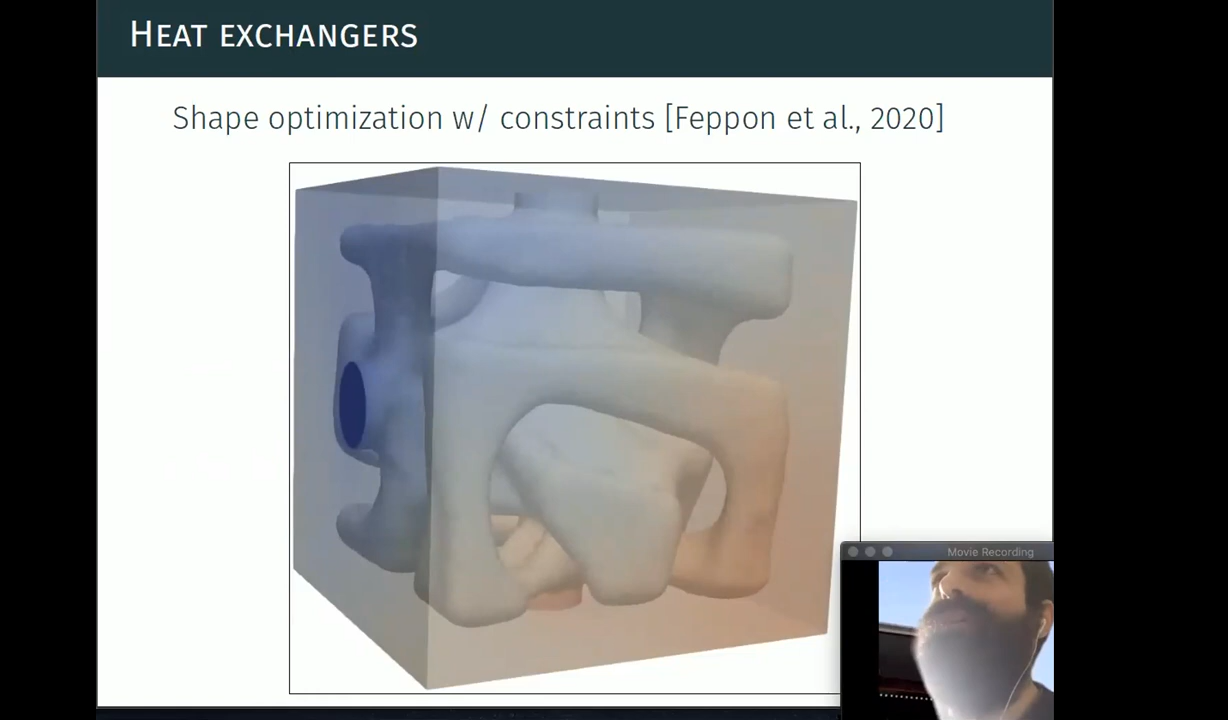 HEAT EXCHANGERS
Shape optimization w/ constraints [Feppon et al., 2020]
Movie Recording